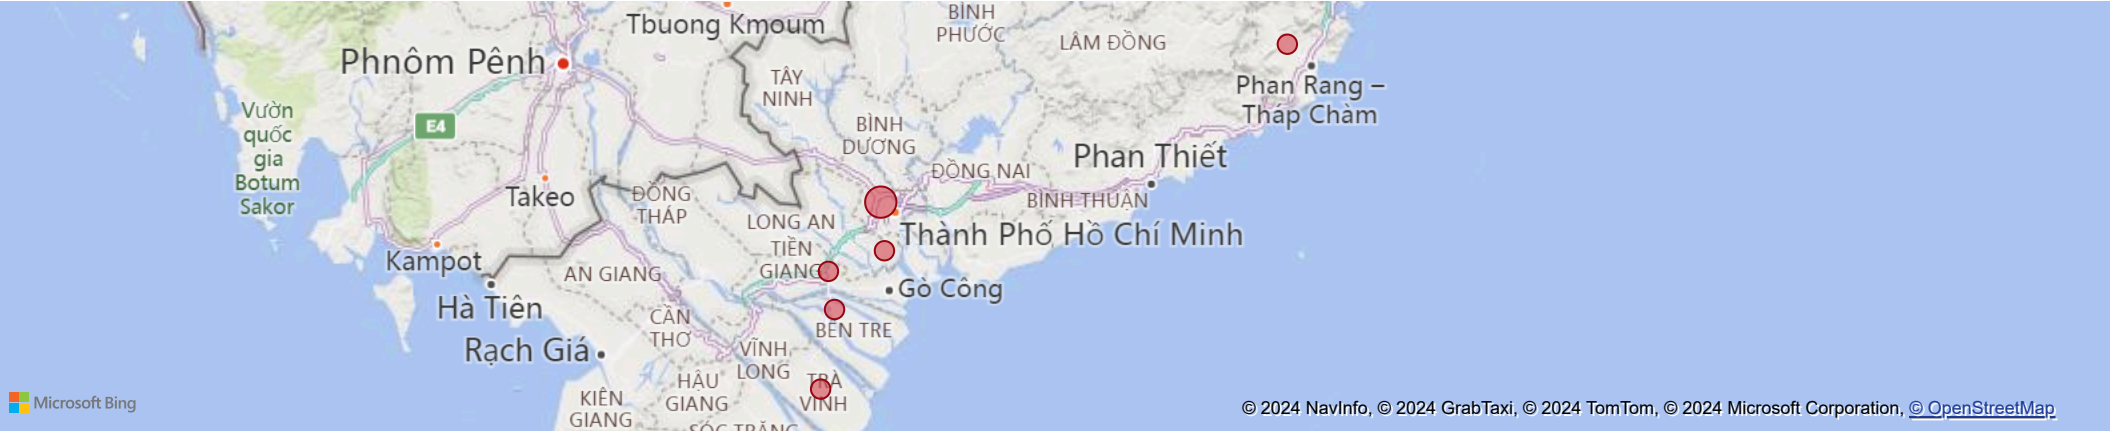 Tbuong Kmoum
BÌNH
PHƯỚC
LÂM ĐỒNG
Phnôm Pênh
TÂY
NINH
Phan Rang –
Tháp Chàm
Vườn
quốc
gia
Botum
Sakor
E4
BÌNH
DƯƠNG
Phan Thiết
ĐỒNG NAI
Takeo
ĐỒNG
THÁP
BÌNH THUẬN
LONG AN
Thành Phố Hồ Chí Minh
TIỀN
GIANG
Kampot
AN GIANG
Gò Công
Hà Tiên
CẦN
THƠ
BẾN TRE
Rạch Giá
VĨNH
LONG
HẬU
GIANG
TRÀ
VINH
KIÊN
GIANG
SÓC TRĂNG
Microsoft Bing
© 2024 NavInfo, © 2024 GrabTaxi, © 2024 TomTom, © 2024 Microsoft Corporation, © OpenStreetMap